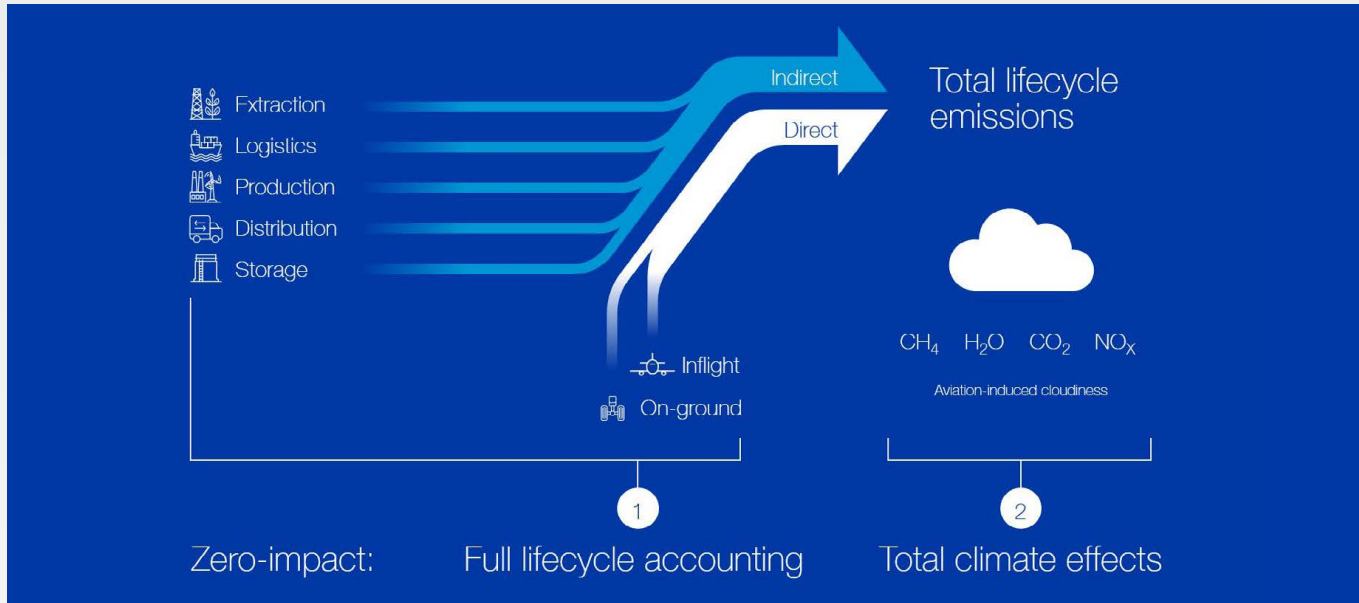 Indirect
Direct
Total lifecycle
emissions
Extraction
Logistics
Production
Distribution
Storage
Inflight
On-ground
CH₄ H₂O CO₂ NOₓ
Aviation-induced cloudiness
1
2
Zero-impact: Full lifecycle accounting Total climate effects